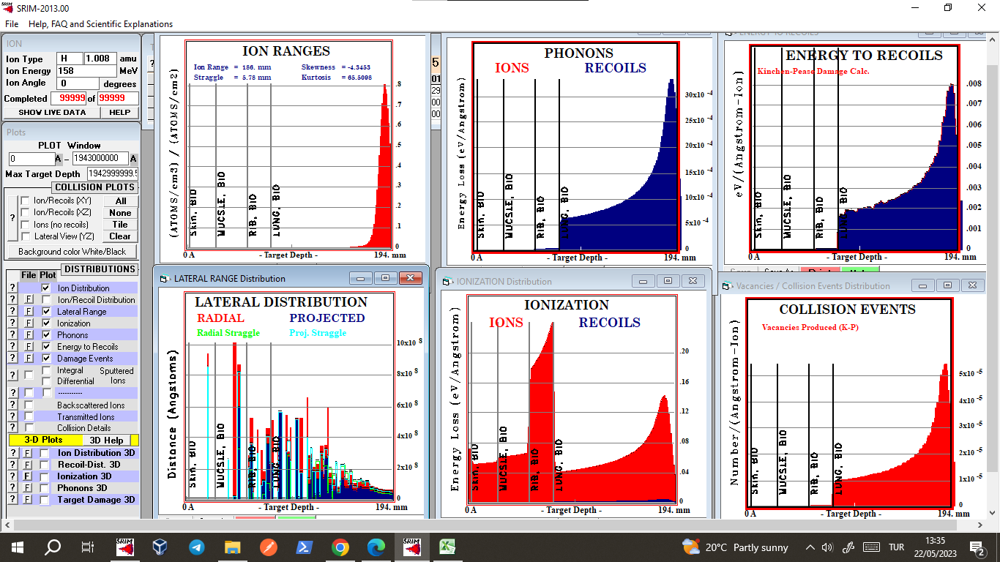 SRIM-2013.00
File Help, FAQ and Scientific Explanations
ION
Ion Type H 1.008 amu
Ion Energy 158 MeV
Ion Angle 0 degrees
Completed 99999 of 99999
SHOW LIVE DATA HELP
Plots
PLOT Window
0 A - 1943000000 A
Max Target Depth 1942999999.5
COLLISION PLOTS
? Ion/Recoils (XY) All
Ion/Recoils (XZ) None
Ions (no recoils) Tile
Lateral View (YZ) Clear
Background color White/Black
DISTRIBUTIONS
File Plot
? Ion Distribution
? F Ion/Recoil Distribution
? F Lateral Range
? F Ionization
? F Phonons
? F Energy to Recoils
? F Damage Events
? Integral Sputtered
Differential Ions
? -----------
? Backscattered Ions
? Transmitted Ions
? Collision Details
3-D Plots 3D Help
? F Ion Distribution 3D
? F Recoil-Dist. 3D
? F Ionization 3D
? F Phonons 3D
? F Target Damage 3D
ION RANGES
Ion Range = 186. mm Skewness = -4.3453
Straggle = 5.78 mm Kurtosis = 65.5098
(ATOMS/cm3) / (ATOMS/cm2)
.8
.7
.6
.5
.4
.3
.2
.1
0
Skin, BIO
MUCSLE, BIO
RIB, BIO
LUNG, BIO
0 A - Target Depth - 194. mm
5
01
29
00
00
PHONONS
IONS RECOILS
Energy Loss (eV/Angstrom)
30x10 -4
25x10 -4
20x10 -4
15x10 -4
10x10 -4
5x10 -4
0
Skin, BIO
MUCSLE, BIO
RIB, BIO
LUNG, BIO
0 A - Target Depth - 194. mm
ENERGY TO RECOILS
ENERGY TO RECOILS
Kinchen-Pease Damage Calc.
eV/(Angstrom-Ion)
.008
.006
.005
.004
.003
.002
.001
0
Skin, BIO
MUCSLE, BIO
RIB, BIO
LUNG, BIO
0 A - Target Depth - 194. mm
LATERAL RANGE Distribution
LATERAL DISTRIBUTION
RADIAL PROJECTED
Radial Straggle Proj. Straggle
Distance (Angstoms)
10x10 8
8x10 8
6x10 8
4x10 8
2x10 8
0
Skin, BIO
MUCSLE, BIO
RIB, BIO
LUNG, BIO
0 A - Target Depth - 194. mm
IONIZATION Distribution
IONIZATION
IONS RECOILS
Energy Loss (eV/Angstrom)
.20
.16
.12
.08
.04
0
Skin, BIO
MUCSLE, BIO
RIB, BIO
LUNG, BIO
0 A - Target Depth - 194. mm
Vacancies / Collision Events Distribution
COLLISION EVENTS
Vacancies Produced (K-P)
Number/(Angstrom-Ion)
5x10 -5
4x10 -5
3x10 -5
2x10 -5
1x10 -5
0
Skin, BIO
MUCSLE, BIO
RIB, BIO
LUNG, BIO
0 A - Target Depth - 194. mm
20°C Partly sunny TUR 13:35
22/05/2023
2